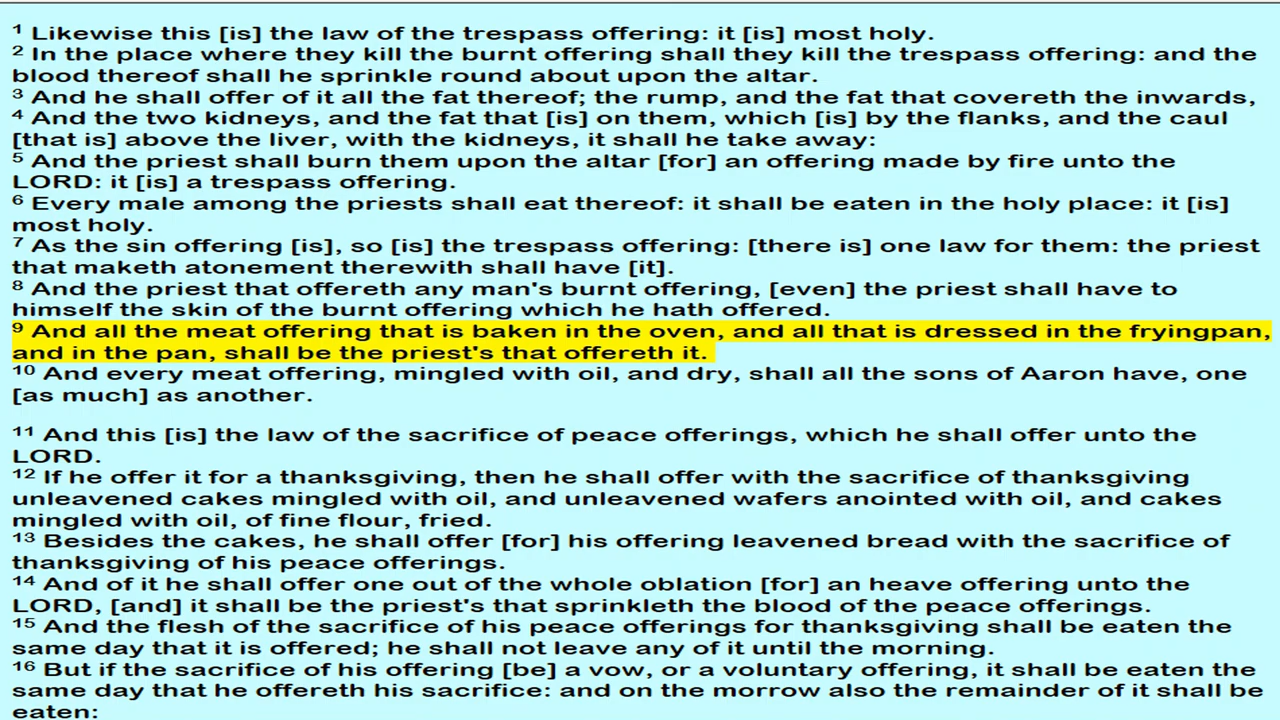 1 Likewise this [is] the law of the trespass offering: it [is] most holy.
2 In the place where they kill the burnt offering shall they kill the trespass offering: and the
blood thereof shall he sprinkle round about upon the altar.
3 And he shall offer of it all the fat thereof; the rump, and the fat that covereth the inwards,
4 And the two kidneys, and the fat that [is] on them, which [is] by the flanks, and the caul
[that is] above the liver, with the kidneys, it shall he take away:
5 And the priest shall burn them upon the altar [for] an offering made by fire unto the
LORD: it [is] a trespass offering.
6 Every male among the priests shall eat thereof: it shall be eaten in the holy place: it [is]
most holy.
7 As the sin offering [is], so [is] the trespass offering: [there is] one law for them: the priest
that maketh atonement therewith shall have [it].
8 And the priest that offereth any man's burnt offering, [even] the priest shall have to
himself the skin of the burnt offering which he hath offered.
9 And all the meat offering that is baken in the oven, and all that is dressed in the fryingpan,
and in the pan, shall be the priest's that offereth it.
10 And every meat offering, mingled with oil, and dry, shall all the sons of Aaron have, one
[as much] as another.
11 And this [is] the law of the sacrifice of peace offerings, which he shall offer unto the
LORD.
12 If he offer it for a thanksgiving, then he shall offer with the sacrifice of thanksgiving
unleavened cakes mingled with oil, and unleavened wafers anointed with oil, and cakes
mingled with oil, of fine flour, fried.
13 Besides the cakes, he shall offer [for] his offering leavened bread with the sacrifice of
thanksgiving of his peace offerings.
14 And of it he shall offer one out of the whole oblation [for] an heave offering unto the
LORD, [and] it shall be the priest's that sprinkleth the blood of the peace offerings.
15 And the flesh of the sacrifice of his peace offerings for thanksgiving shall be eaten the
same day that it is offered; he shall not leave any of it until the morning.
16 But if the sacrifice of his offering [be] a vow, or a voluntary offering, it shall be eaten the
same day that he offereth his sacrifice: and on the morrow also the remainder of it shall be
eaten: